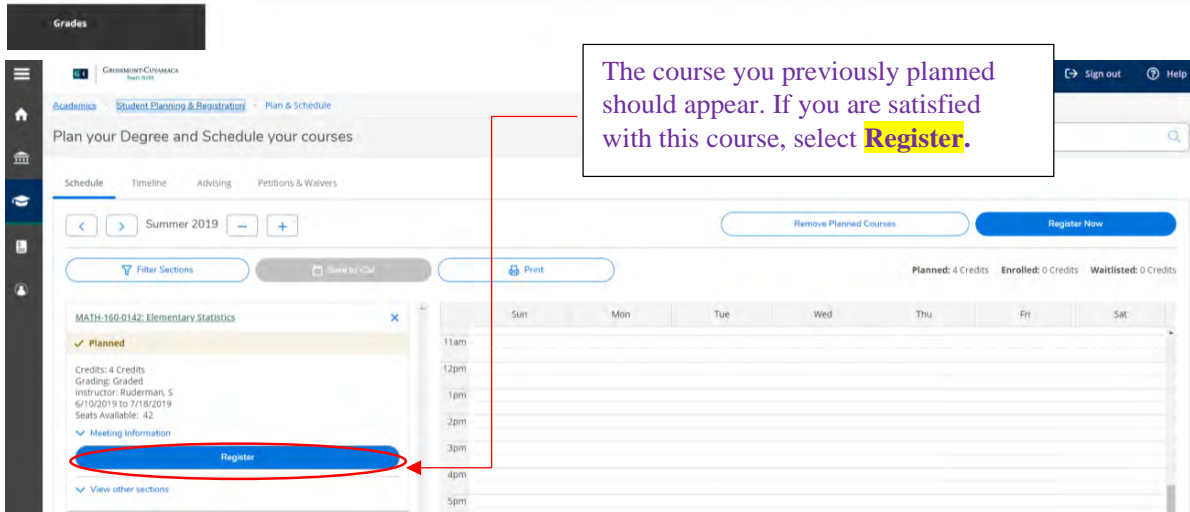 Grades
GROSSMONT-CUYAMACA
Sign out Help
The course you previously planned
should appear. If you are satisfied
with this course, select Register.
Academics Student Planning & Registration Plan & Schedule
Plan your Degree and Schedule your courses
Schedule Timeline Advising Petitions & Waivers
Summer 2019
Remove Planned Courses Register Now
Filter Sections Save to iCal Print Planned: 4 Credits Enrolled: 0 Credits Waitlisted: 0 Credits
MATH-160-0142: Elementary Statistics
Sun Mon Tue Wed Thu Fri Sat
Planned
11am
Credits: 4 Credits
Grading: Graded
Instructor: Ruderman, S
6/10/2019 to 7/18/2019
Seats Available: 42
12pm
1pm
Meeting Information
2pm
Register
3pm
4pm
View other sections
5pm